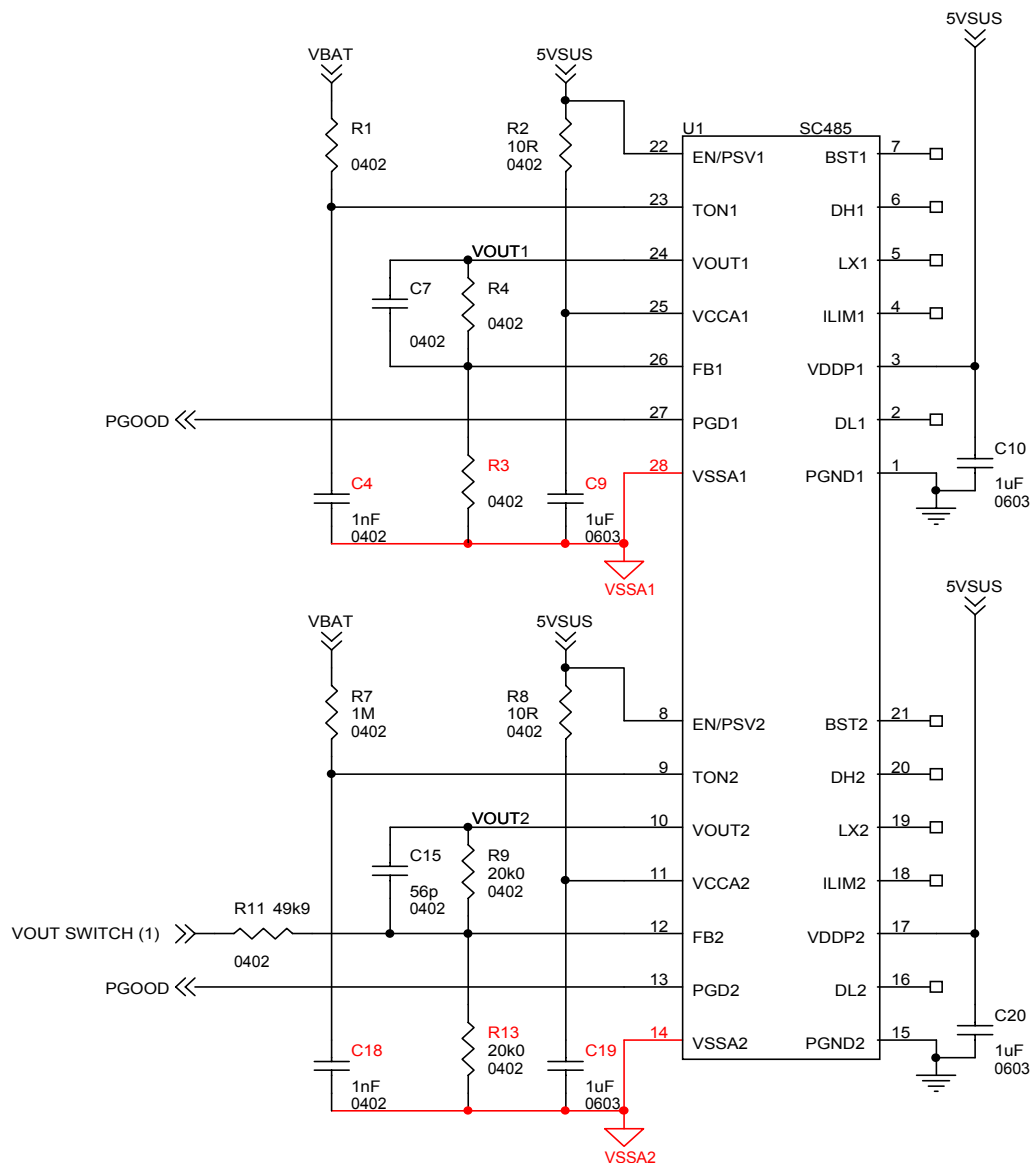 5VSUS
VBAT
5VSUS
U1
SC485
R1
0402
R2
10R
0402
22
EN/PSV1
BST1
7
23
TON1
DH1
6
VOUT1
24
VOUT1
LX1
5
C7
0402
R4
0402
25
VCCA1
ILIM1
4
26
FB1
VDDP1
3
PGOOD
27
PGD1
DL1
2
R3
0402
28
VSSA1
PGND1
1
C10
1uF
0603
C4
1nF
0402
C9
1uF
0603
VSSA1
5VSUS
VBAT
5VSUS
R7
1M
0402
R8
10R
0402
8
EN/PSV2
BST2
21
9
TON2
DH2
20
VOUT2
10
VOUT2
LX2
19
C15
56p
0402
R9
20k0
0402
11
VCCA2
ILIM2
18
VOUT SWITCH (1)
R11 49k9
0402
12
FB2
VDDP2
17
PGOOD
13
PGD2
DL2
16
R13
20k0
0402
14
VSSA2
PGND2
15
C20
1uF
0603
C18
1nF
0402
C19
1uF
0603
VSSA2